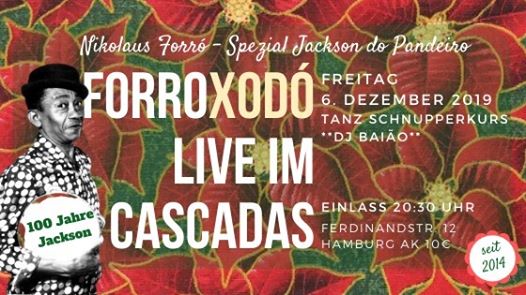 Nikolaus Forró - Spezial Jackson do Pandeiro
FORROXODÓ
LIVE IM
CASCADAS
FREITAG
6. DEZEMBER 2019
TANZ SCHNUPPERKURS
**DJ BAIÃO**
EINLASS 20:30 UHR
FERDINANDSTR. 12
HAMBURG AK 10€
100 Jahre
Jackson
seit
2014